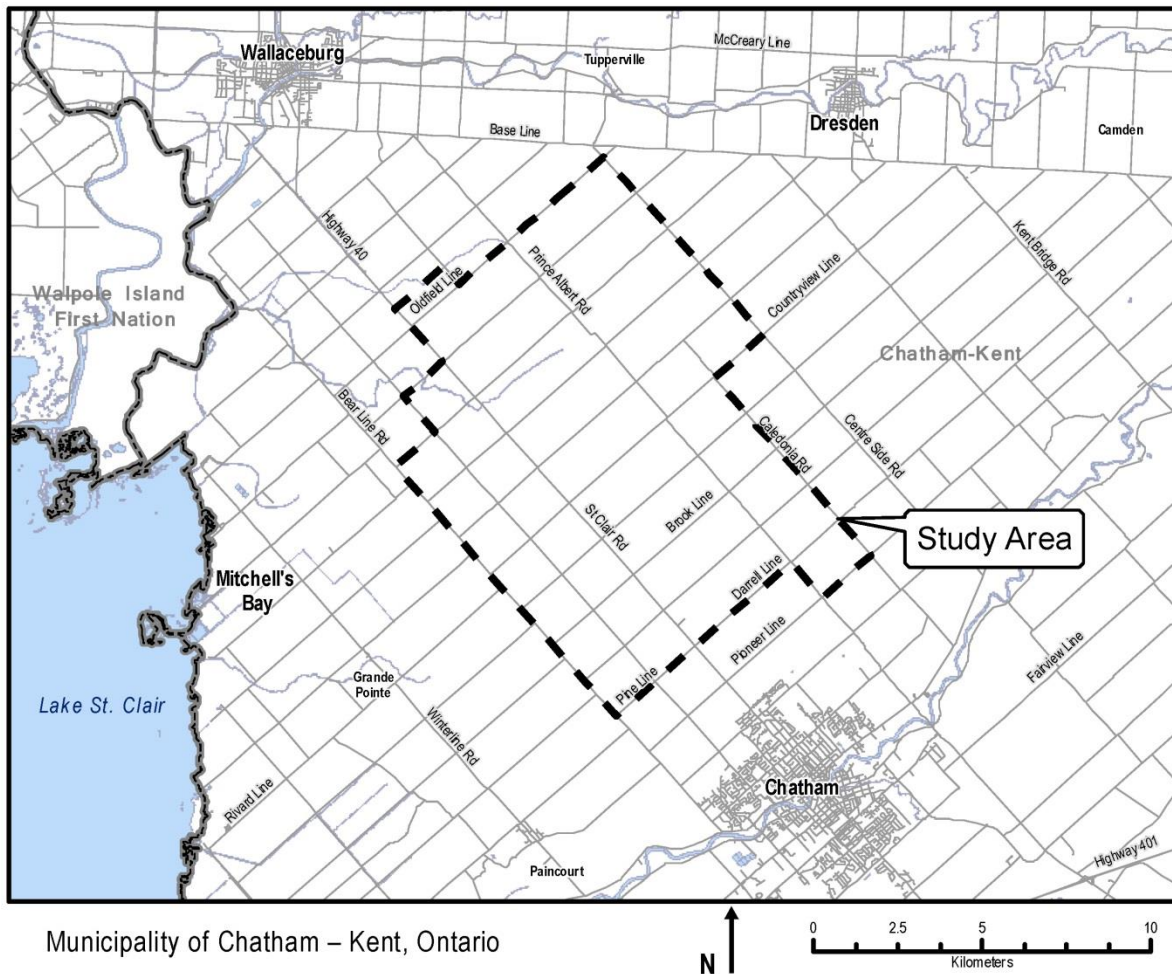 McCreary Line
Wallaceburg
Tupperville
Dresden
Base Line
Camden
Highway 40
Kent Bridge Rd
Oldfield Line
Prince Albert Rd
Countryview Line
Walpole Island
First Nation
Chatham-Kent
Bear Line Rd
Caledonia Rd
Centre Side Rd
St Clair Rd
Brook Line
Study Area
Mitchell's
Bay
Darrell Line
Pioneer Line
Fairview Line
Grande
Pointe
Pine Line
Lake St. Clair
Winterline Rd
Rivard Line
Chatham
Highway 401
Paincourt
Municipality of Chatham – Kent, Ontario
N
0 2.5 5 10
Kilometers